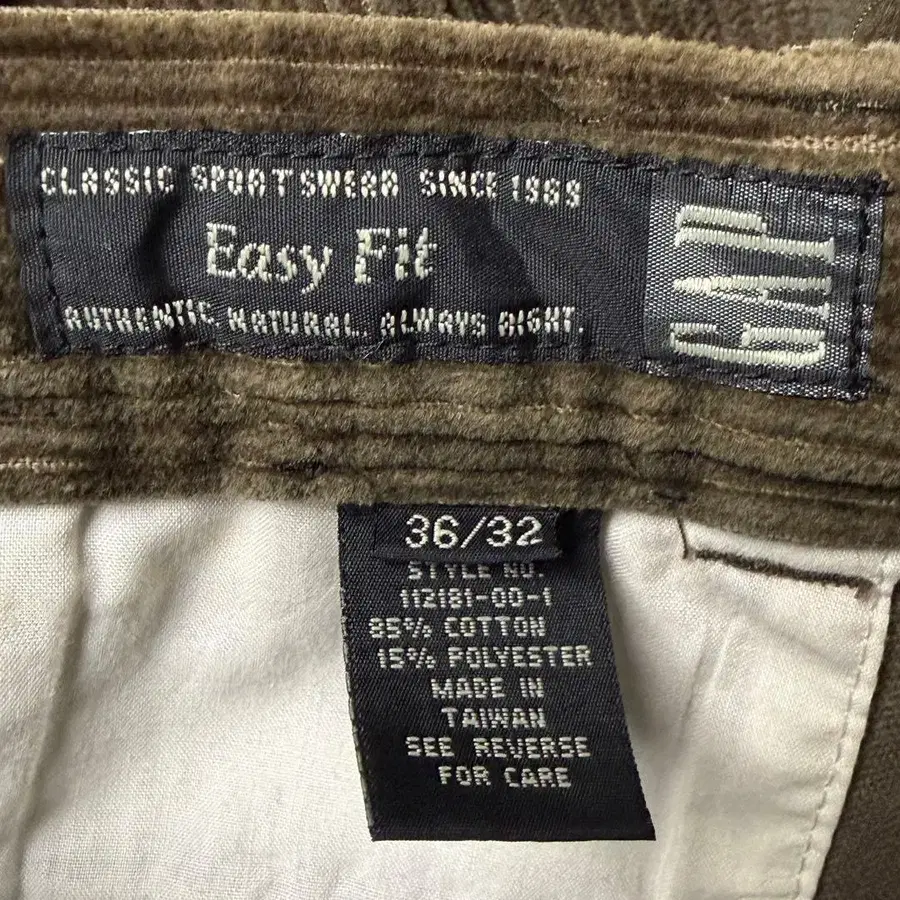 CLASSIC SPORTSWEAR SINCE 1969
Easy Fit
AUTHENTIC, NATURAL, ALWAYS RIGHT.
GAP
36/32
STYLE NO.
112181-00-1
85% COTTON
15% POLYESTER
MADE IN
TAIWAN
SEE REVERSE
FOR CARE